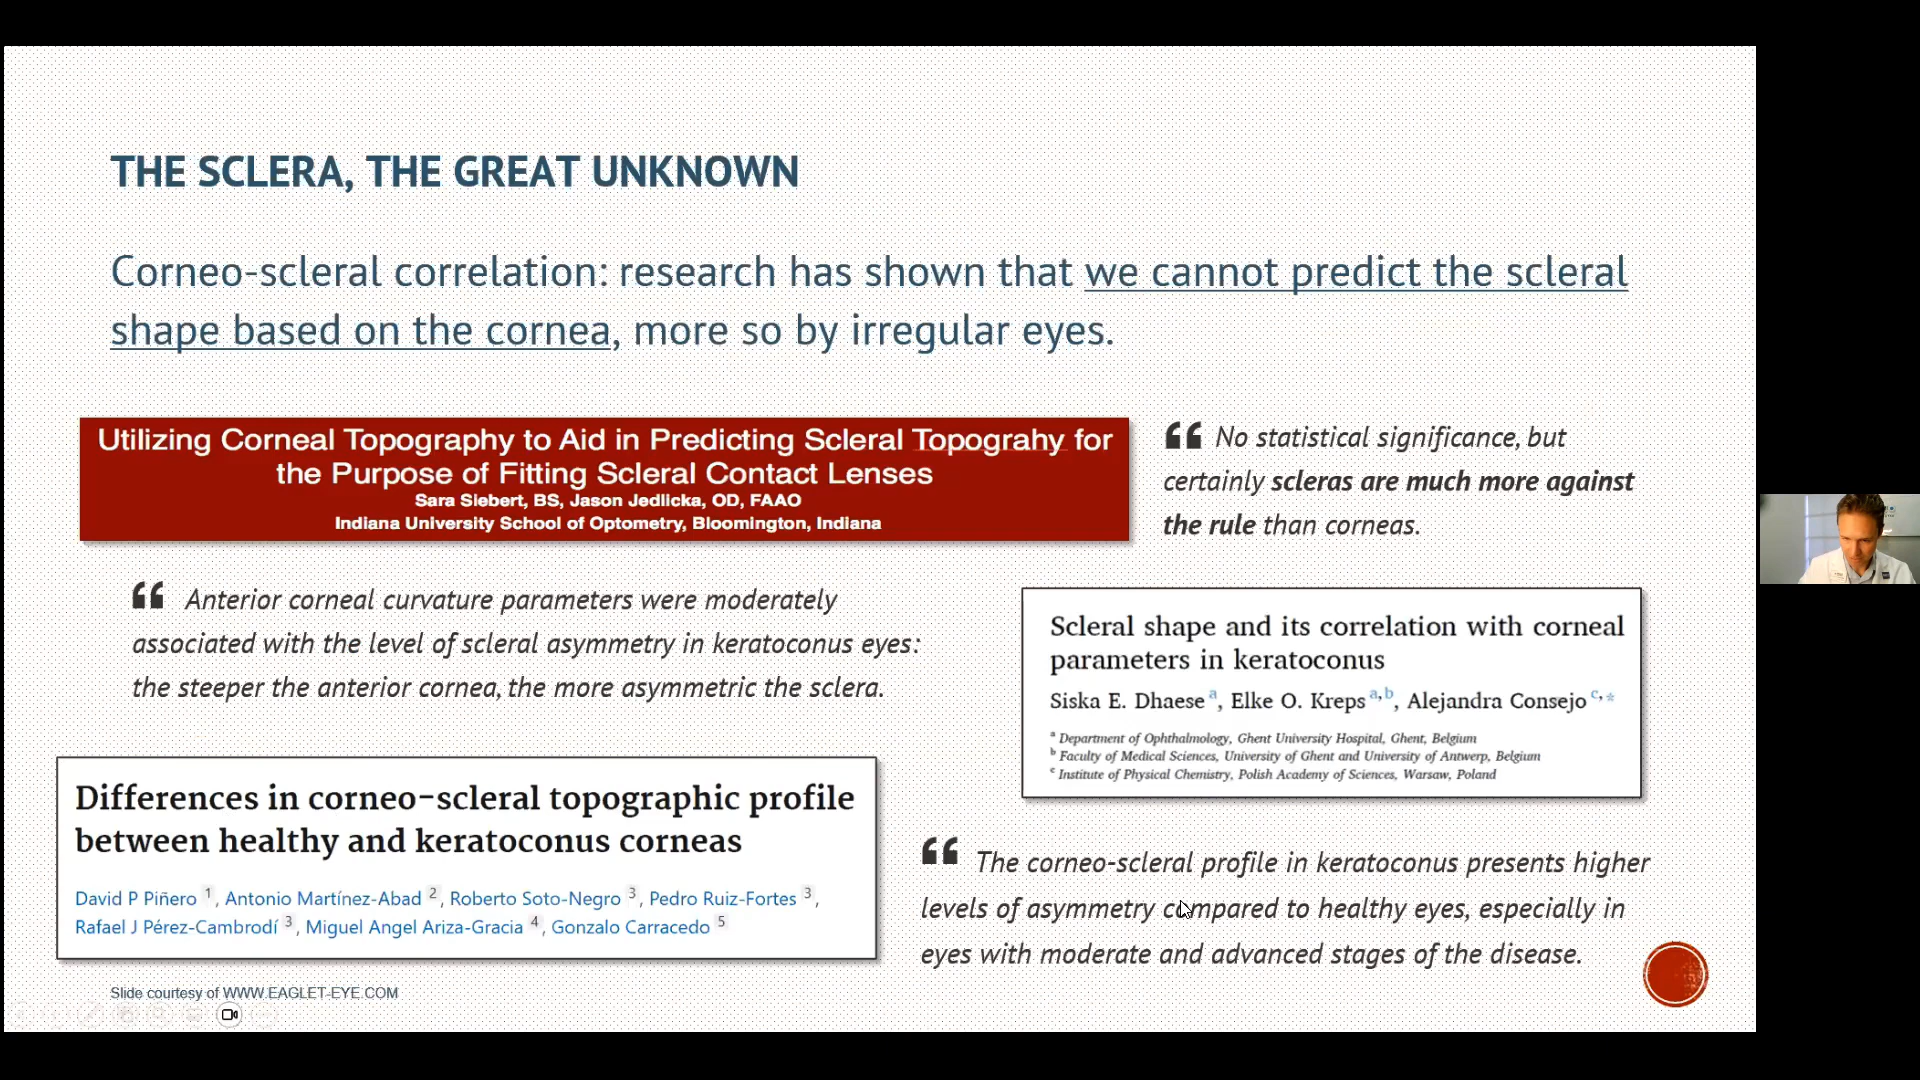 THE SCLERA, THE GREAT UNKNOWN
Corneo-scleral correlation: research has shown that we cannot predict the scleral
shape based on the cornea, more so by irregular eyes.
Utilizing Corneal Topography to Aid in Predicting Scleral Topograhy for
the Purpose of Fitting Scleral Contact Lenses
Sara Siebert, BS, Jason Jedlicka, OD, FAAO
Indiana University School of Optometry, Bloomington, Indiana
“ No statistical significance, but
certainly scleras are much more against
the rule than corneas.
“ Anterior corneal curvature parameters were moderately
associated with the level of scleral asymmetry in keratoconus eyes:
the steeper the anterior cornea, the more asymmetric the sclera.
Scleral shape and its correlation with corneal
parameters in keratoconus
Siska E. Dhaese a, Elke O. Kreps a,b, Alejandra Consejo c,*
a Department of Ophthalmology, Ghent University Hospital, Ghent, Belgium
b Faculty of Medical Sciences, University of Ghent and University of Antwerp, Belgium
c Institute of Physical Chemistry, Polish Academy of Sciences, Warsaw, Poland
Differences in corneo-scleral topographic profile
between healthy and keratoconus corneas
David P Piñero 1, Antonio Martínez-Abad 2, Roberto Soto-Negro 3, Pedro Ruiz-Fortes 3,
Rafael J Pérez-Cambrodí 3, Miguel Angel Ariza-Gracia 4, Gonzalo Carracedo 5
“ The corneo-scleral profile in keratoconus presents higher
levels of asymmetry compared to healthy eyes, especially in
eyes with moderate and advanced stages of the disease.
Slide courtesy of WWW.EAGLET-EYE.COM